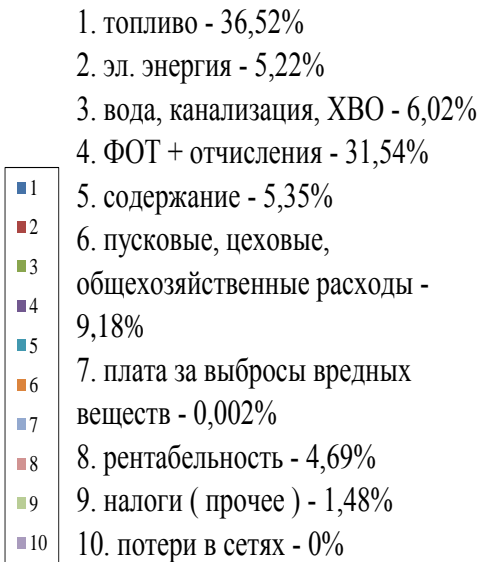 1. топливо - 36,52%
2. эл. энергия - 5,22%
3. вода, канализация, ХВО - 6,02%
4. ФОТ + отчисления - 31,54%
5. содержание - 5,35%
6. пусковые, цеховые,
общехозяйственные расходы -
9,18%
7. плата за выбросы вредных
веществ - 0,002%
8. рентабельность - 4,69%
9. налоги ( прочее ) - 1,48%
10. потери в сетях - 0%
1
2
3
4
5
6
7
8
9
10